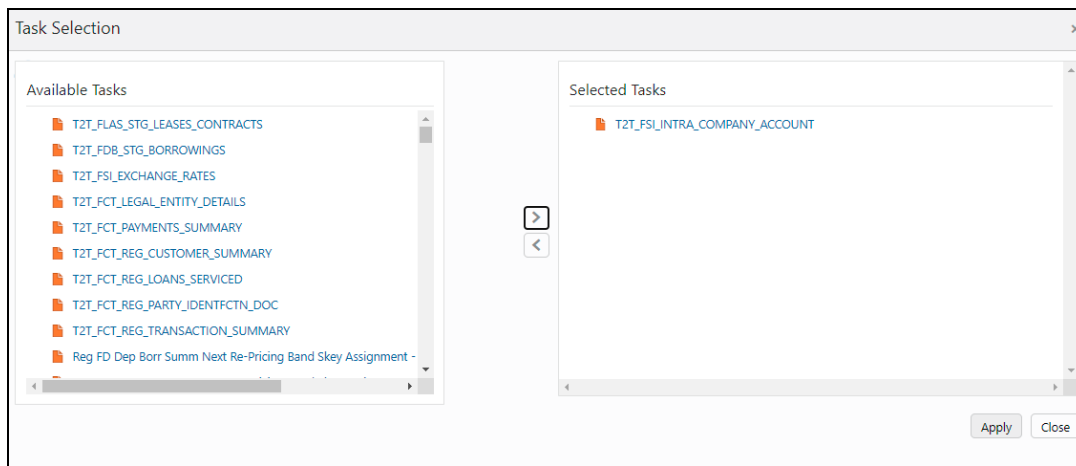 Task Selection
Available Tasks
T2T_FLAS_STG_LEASES_CONTRACTS
T2T_FDB_STG_BORROWINGS
T2T_FSI_EXCHANGE_RATES
T2T_FCT_LEGAL_ENTITY_DETAILS
T2T_FCT_PAYMENTS_SUMMARY
T2T_FCT_REG_CUSTOMER_SUMMARY
T2T_FCT_REG_LOANS_SERVICED
T2T_FCT_REG_PARTY_IDENTFCTN_DOC
T2T_FCT_REG_TRANSACTION_SUMMARY
Reg FD Dep Borr Summ Next Re-Pricing Band Skey Assignment -
Selected Tasks
T2T_FSI_INTRA_COMPANY_ACCOUNT
Apply
Close